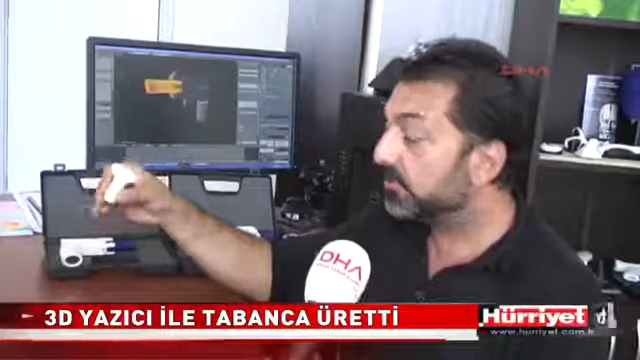 DHA
DHA
3D YAZICI İLE TABANCA ÜRETTİ
Hürriyet
www.hurriyet.com.tr